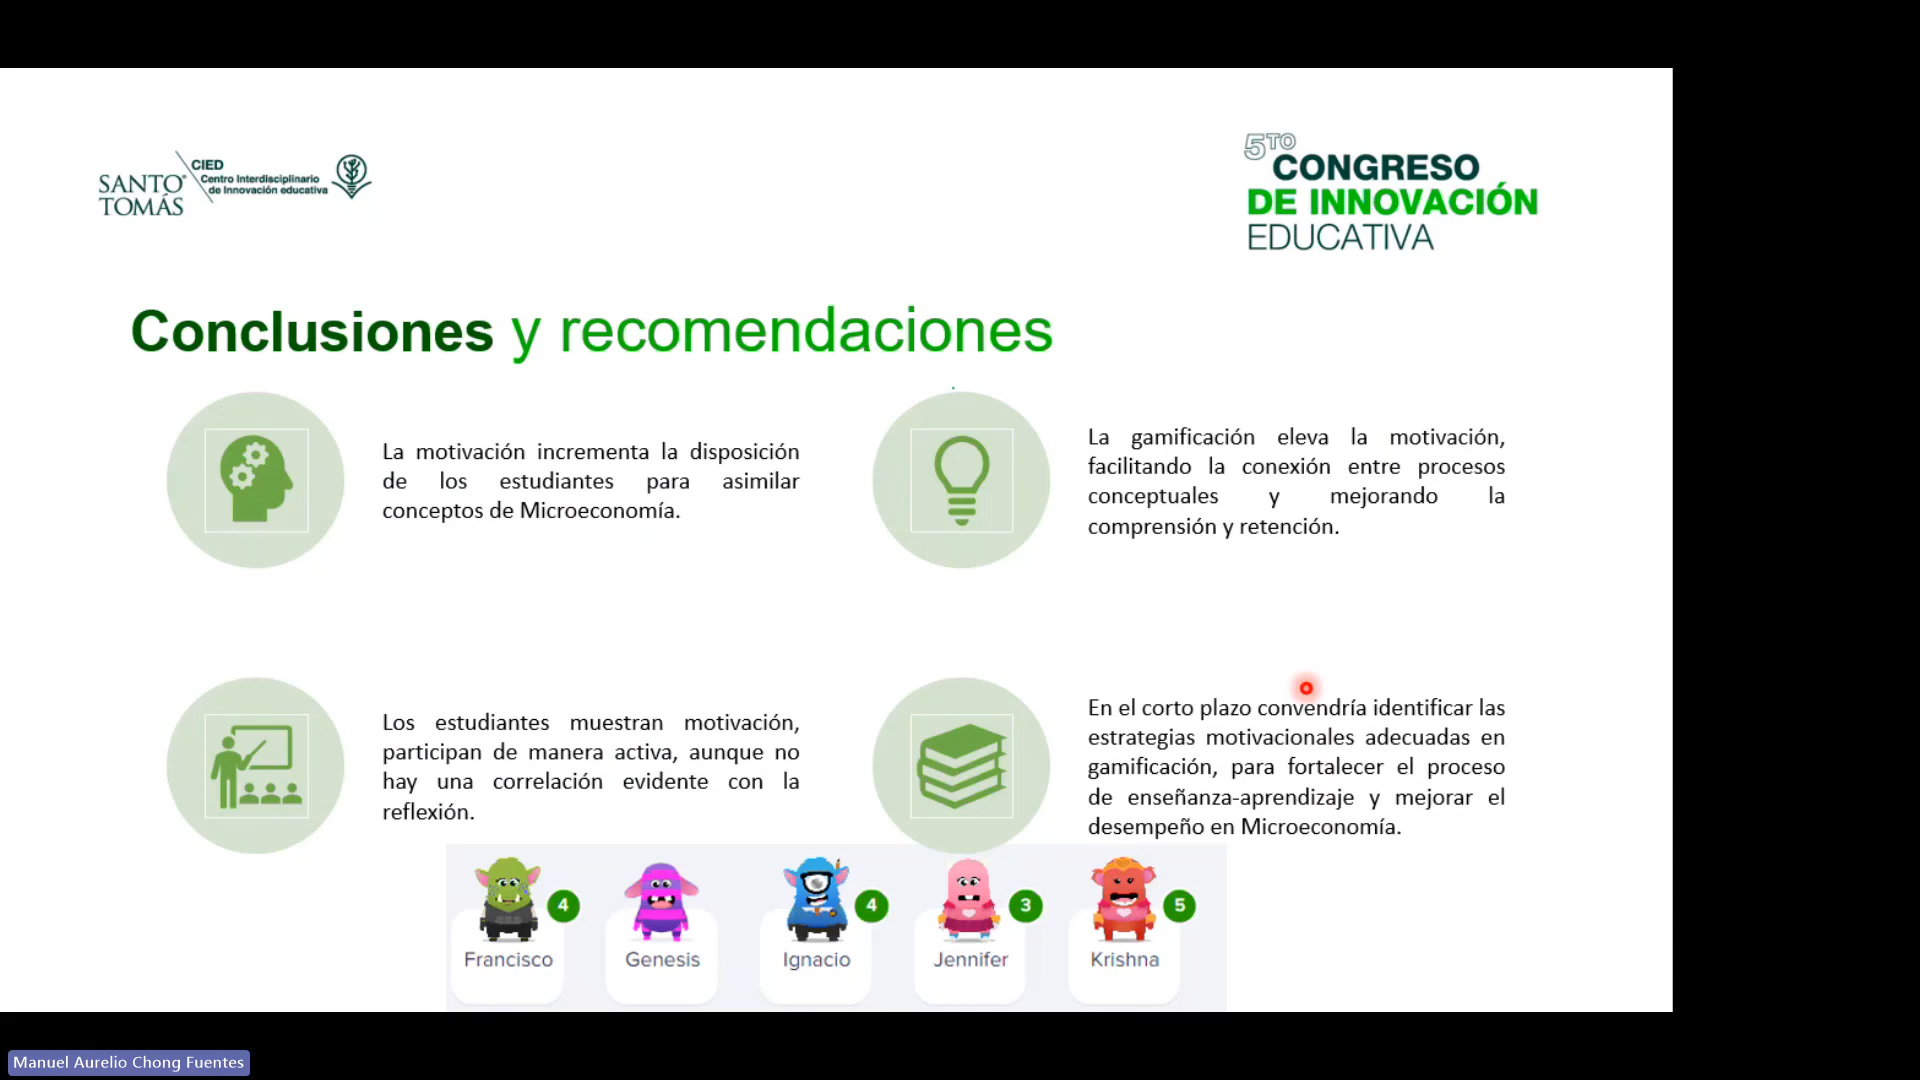 SANTO TOMÁS
CIED
Centro Interdisciplinario
de Innovación educativa
5TO
CONGRESO
DE INNOVACIÓN
EDUCATIVA
Conclusiones y recomendaciones
La motivación incrementa la disposición
de los estudiantes para asimilar
conceptos de Microeconomía.
La gamificación eleva la motivación,
facilitando la conexión entre procesos
conceptuales y mejorando la
comprensión y retención.
Los estudiantes muestran motivación,
participan de manera activa, aunque no
hay una correlación evidente con la
reflexión.
En el corto plazo convendría identificar las
estrategias motivacionales adecuadas en
gamificación, para fortalecer el proceso
de enseñanza-aprendizaje y mejorar el
desempeño en Microeconomía.
4 4 3 5
Francisco Genesis Ignacio Jennifer Krishna
Manuel Aurelio Chong Fuentes